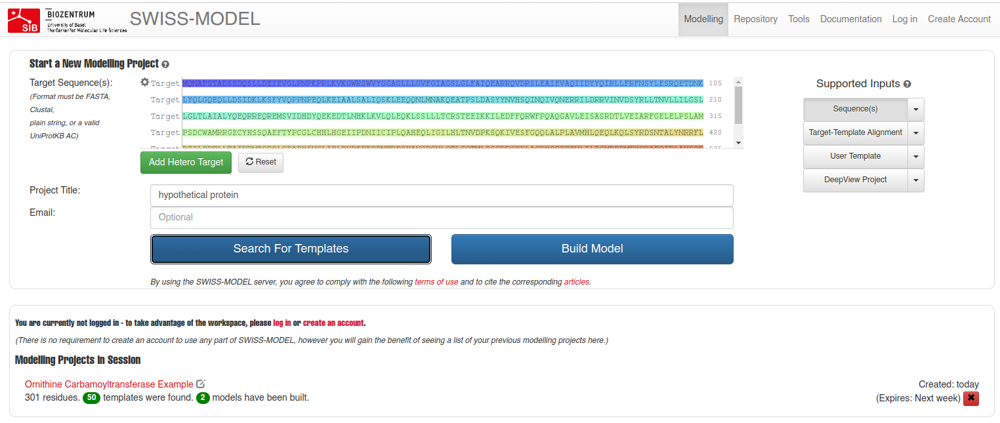 SIB
BIOZENTRUM
University of Basel
The Center for Molecular Life Sciences
SWISS-MODEL
Modelling Repository Tools Documentation Log in Create Account
Start a New Modelling Project
Target Sequence(s):
(Format must be FASTA,
Clustal,
plain string, or a valid
UniProtKB AC)
Target MQNAFSTADSSDQSLLDEIEVGLPNPKPRLKVKGWRSWVYGGAGLLLGVFGIAGSLGLFAIQEARRQVDRSLEAIEVAQIIDYYQIRLLFRFNSYLESRQETDNK 105
Target LYQLGQEQLLDSIDKLKSFYVQPPNPEQLKEIAALSALIQSKLEEQQNLMNAKQEATPSLDASYYNVHSQINQIVQNERRILDRRVINVDSYRLLTNVLLILGSL 210
Target LGLTLAIALYQEQRREQREMSVIDHDYQEKEDTLNHKLKVLQLEQKLSSLLLTCRSTEEIKKILEDFFQRWFPQAQGAVLEISASRDTLVEIARFGELELPSLAM 315
Target PSDCWAMRRGECYHSSQAEFTYPCGLCHHLHGEIIPDNIICIPLQAHEQLIGILHLTNVDPKSQKIVESFGQQLALPLAVMHLQEQLKQLSYRDSNTALYNRRFL 420
Add Hetero Target
Reset
Project Title:
hypothetical protein
Email:
Optional
Search For Templates
Build Model
By using the SWISS-MODEL server, you agree to comply with the following terms of use and to cite the corresponding articles.
Supported Inputs
Sequence(s)
Target-Template Alignment
User Template
DeepView Project
You are currently not logged in - to take advantage of the workspace, please log in or create an account.
(There is no requirement to create an account to use any part of SWISS-MODEL, however you will gain the benefit of seeing a list of your previous modelling projects here.)
Modelling Projects in Session
Ornithine Carbamoyltransferase Example
301 residues. 50 templates were found. 2 models have been built.
Created: today
(Expires: Next week)